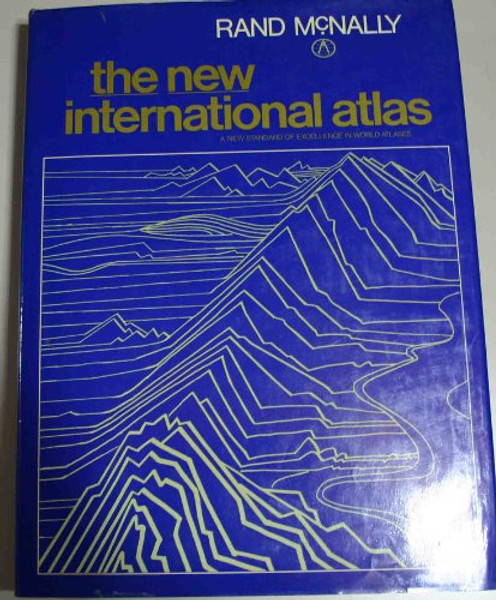 RAND McNALLY
the new
international atlas
A NEW STANDARD OF EXCELLENCE IN WORLD ATLASES